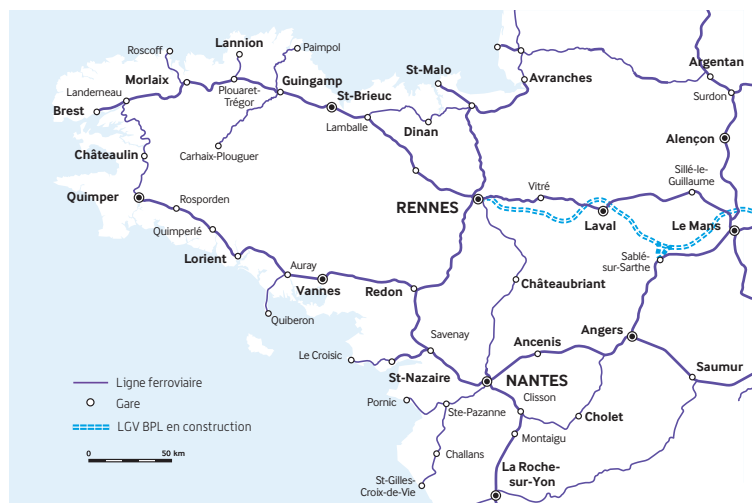 Roscoff
Lannion
Paimpol
Landerneau
Morlaix
Plouaret-
Trégor
Guingamp
St-Malo
Avranches
Argentan
Surdon
Brest
St-Brieuc
Lamballe
Dinan
Alençon
Châteaulin
Carhaix-Plouguer
Sillé-le-
Guillaume
Vitré
Quimper
Rosporden
RENNES
Laval
Le Mans
Quimperlé
Sablé-
sur-Sarthe
Lorient
Auray
Vannes
Redon
Châteaubriant
Quiberon
Savenay
Ancenis
Angers
Le Croisic
St-Nazaire
NANTES
Saumur
Clisson
Pornic
Ste-Pazanne
Cholet
Montaigu
Challans
La Roche-
sur-Yon
St-Gilles-
Croix-de-Vie
Ligne ferroviaire
Gare
LGV BPL en construction
0
50 km